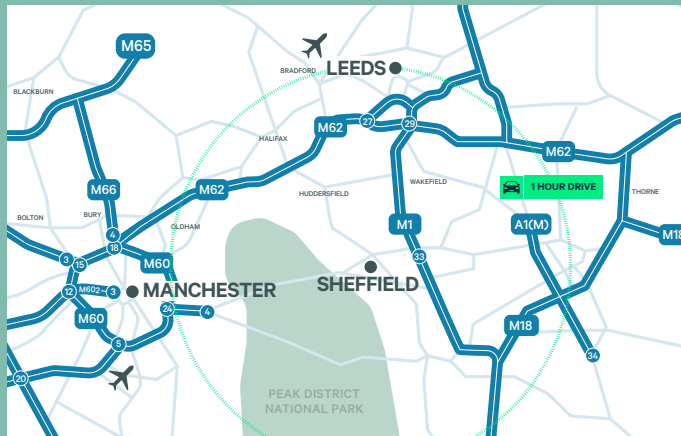 M65
BRADFORD
LEEDS
BLACKBURN
27
29
M62
HALIFAX
M62
M66
M62
HUDDERSFIELD
WAKEFIELD
1 HOUR DRIVE
THORNE
BOLTON
BURY
OLDHAM
4
18
M1
A1(M)
M18
3
15
M60
33
12
M602
3
MANCHESTER
SHEFFIELD
M60
24
4
M18
5
34
20
PEAK DISTRICT
NATIONAL PARK